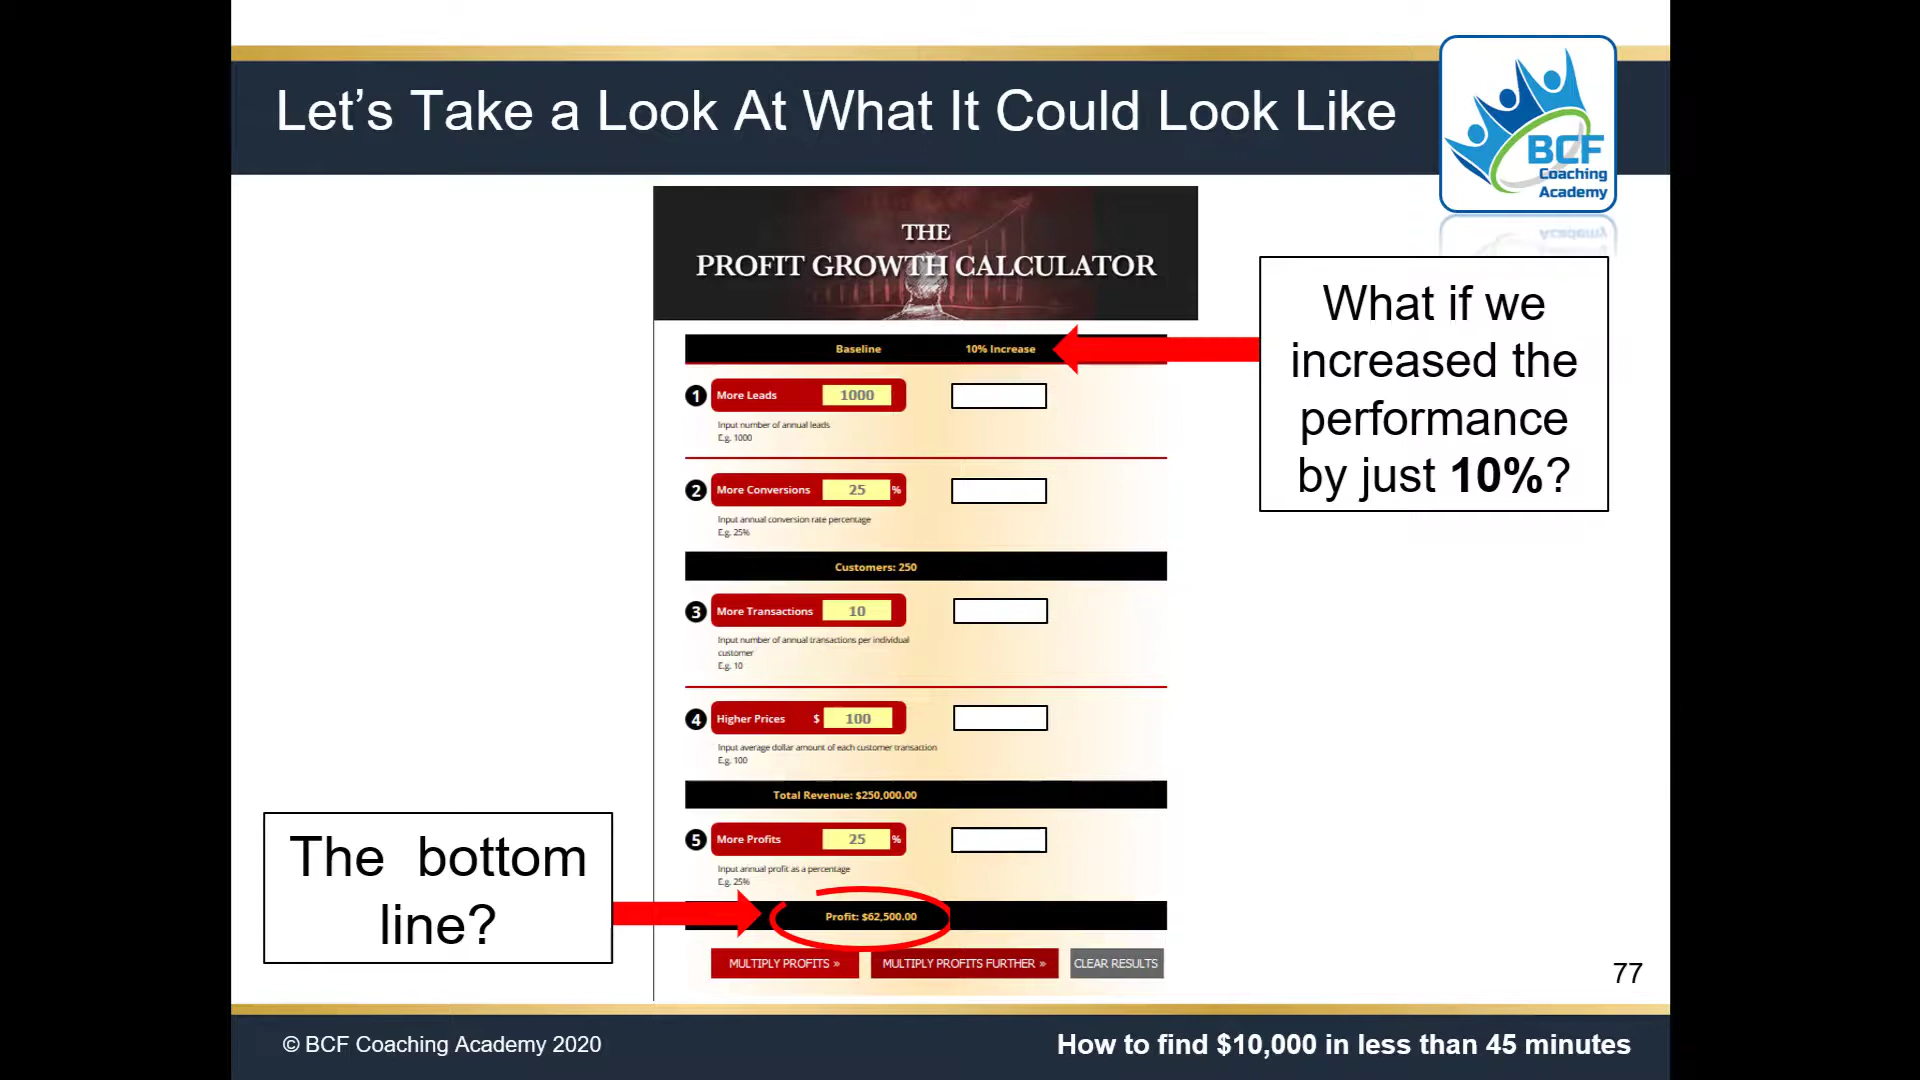 Let's Take a Look At What It Could Look Like
BCF
Coaching
Academy
THE
PROFIT GROWTH CALCULATOR
What if we
increased the
performance
by just 10%?
Baseline 10% Increase
1 More Leads 1000
Input number of annual leads
E.g. 1000
2 More Conversions 25 %
Input annual conversion rate percentage
E.g. 25%
Customers: 250
3 More Transactions 10
Input number of annual transactions per individual
customer
E.g. 10
4 Higher Prices $ 100
Input average dollar amount of each customer transaction
E.g. 100
Total Revenue: $250,000.00
5 More Profits 25 %
Input annual profit as a percentage
E.g. 25%
The bottom
line?
Profit: $62,500.00
MULTIPLY PROFITS » MULTIPLY PROFITS FURTHER » CLEAR RESULTS
77
© BCF Coaching Academy 2020
How to find $10,000 in less than 45 minutes